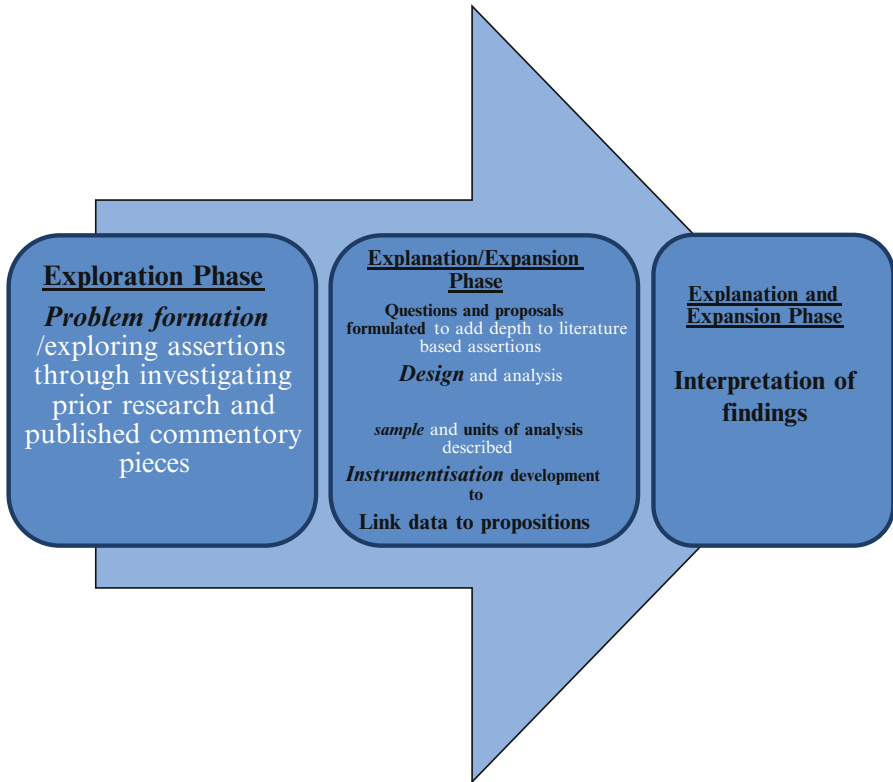 Exploration Phase
Problem formation
/exploring assertions
through investigating
prior research and
published commentory
pieces
Explanation/Expansion
Phase
Questions and proposals
formulated to add depth to literature
based assertions
Design and analysis
sample and units of analysis
described
Instrumentisation development
to
Link data to propositions
Explanation and
Expansion Phase
Interpretation of
findings